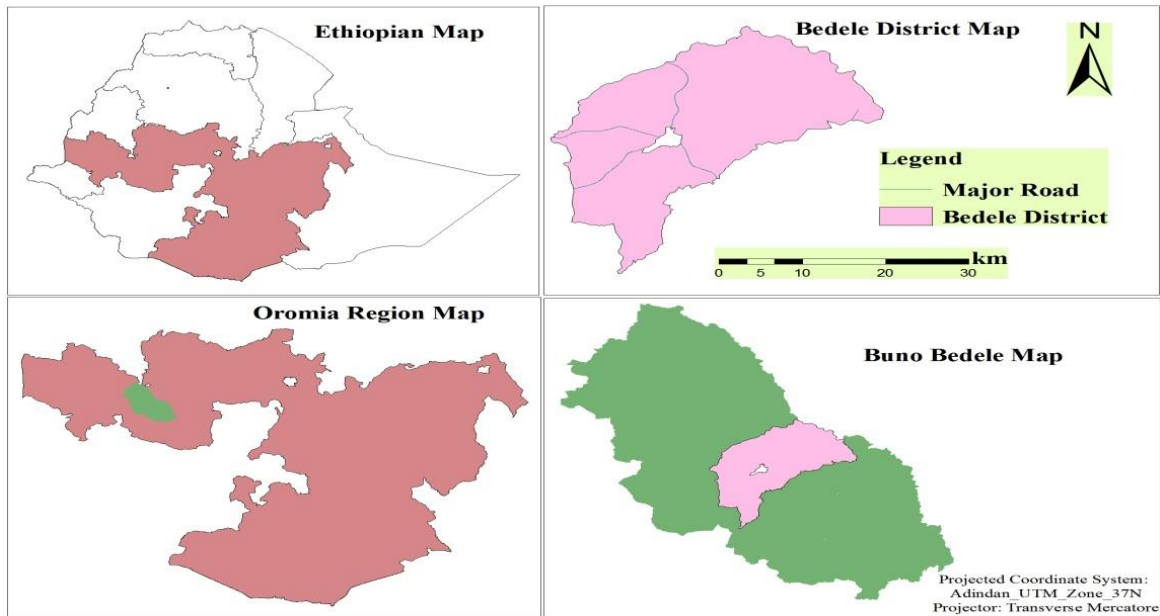 Ethiopian Map
Bedele District Map
N
Legend
Major Road
Bedele District
km
0 5 10 20 30
Oromia Region Map
Buno Bedele Map
Projected Coordinate System:
Adindan_UTM_Zone_37N
Projector: Transverse Mercatore